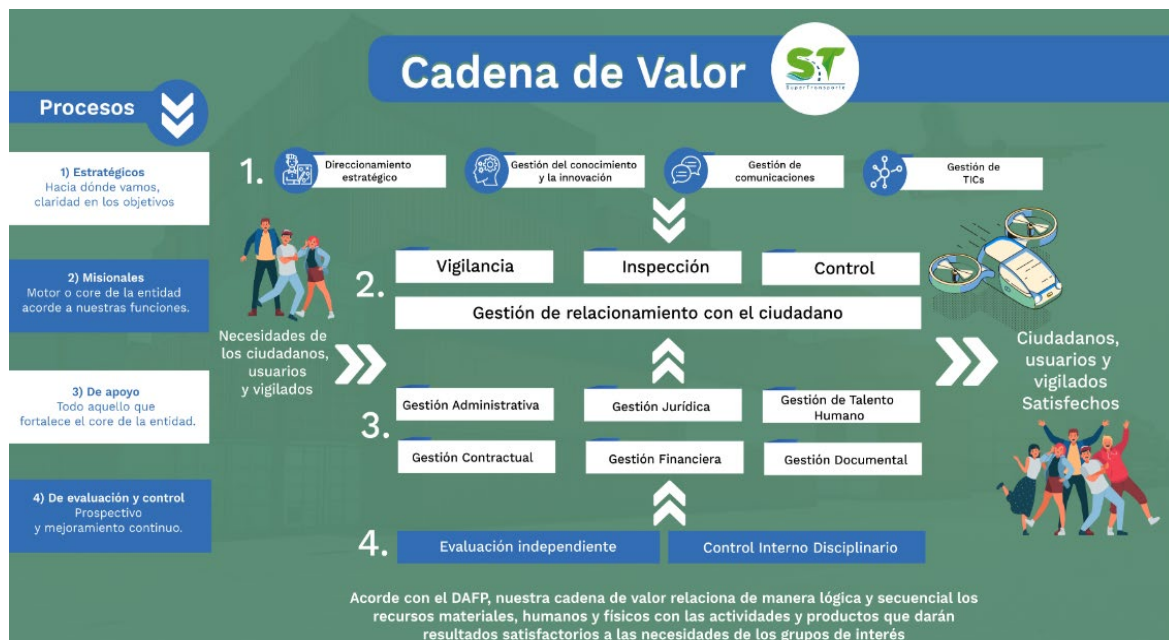 Cadena de Valor
ST
SuperTransporte
Procesos
1) Estratégicos
Hacia dónde vamos,
claridad en los objetivos
2) Misionales
Motor o core de la entidad
acorde a nuestras funciones.
3) De apoyo
Todo aquello que
fortalece el core de la entidad.
4) De evaluación y control
Prospectivo
y mejoramiento continuo.
1.
Direccionamiento
estratégico
Gestión del conocimiento
y la innovación
Gestión de
comunicaciones
Gestión de
TICs
Necesidades de
los ciudadanos,
usuarios
y vigilados
2.
Vigilancia
Inspección
Control
Gestión de relacionamiento con el ciudadano
3.
Gestión Administrativa
Gestión Jurídica
Gestión de Talento
Humano
Gestión Contractual
Gestión Financiera
Gestión Documental
4.
Evaluación independiente
Control Interno Disciplinario
Ciudadanos,
usuarios y
vigilados
Satisfechos
Acorde con el DAFP, nuestra cadena de valor relaciona de manera lógica y secuencial los
recursos materiales, humanos y físicos con las actividades y productos que darán
resultados satisfactorios a las necesidades de los grupos de interés